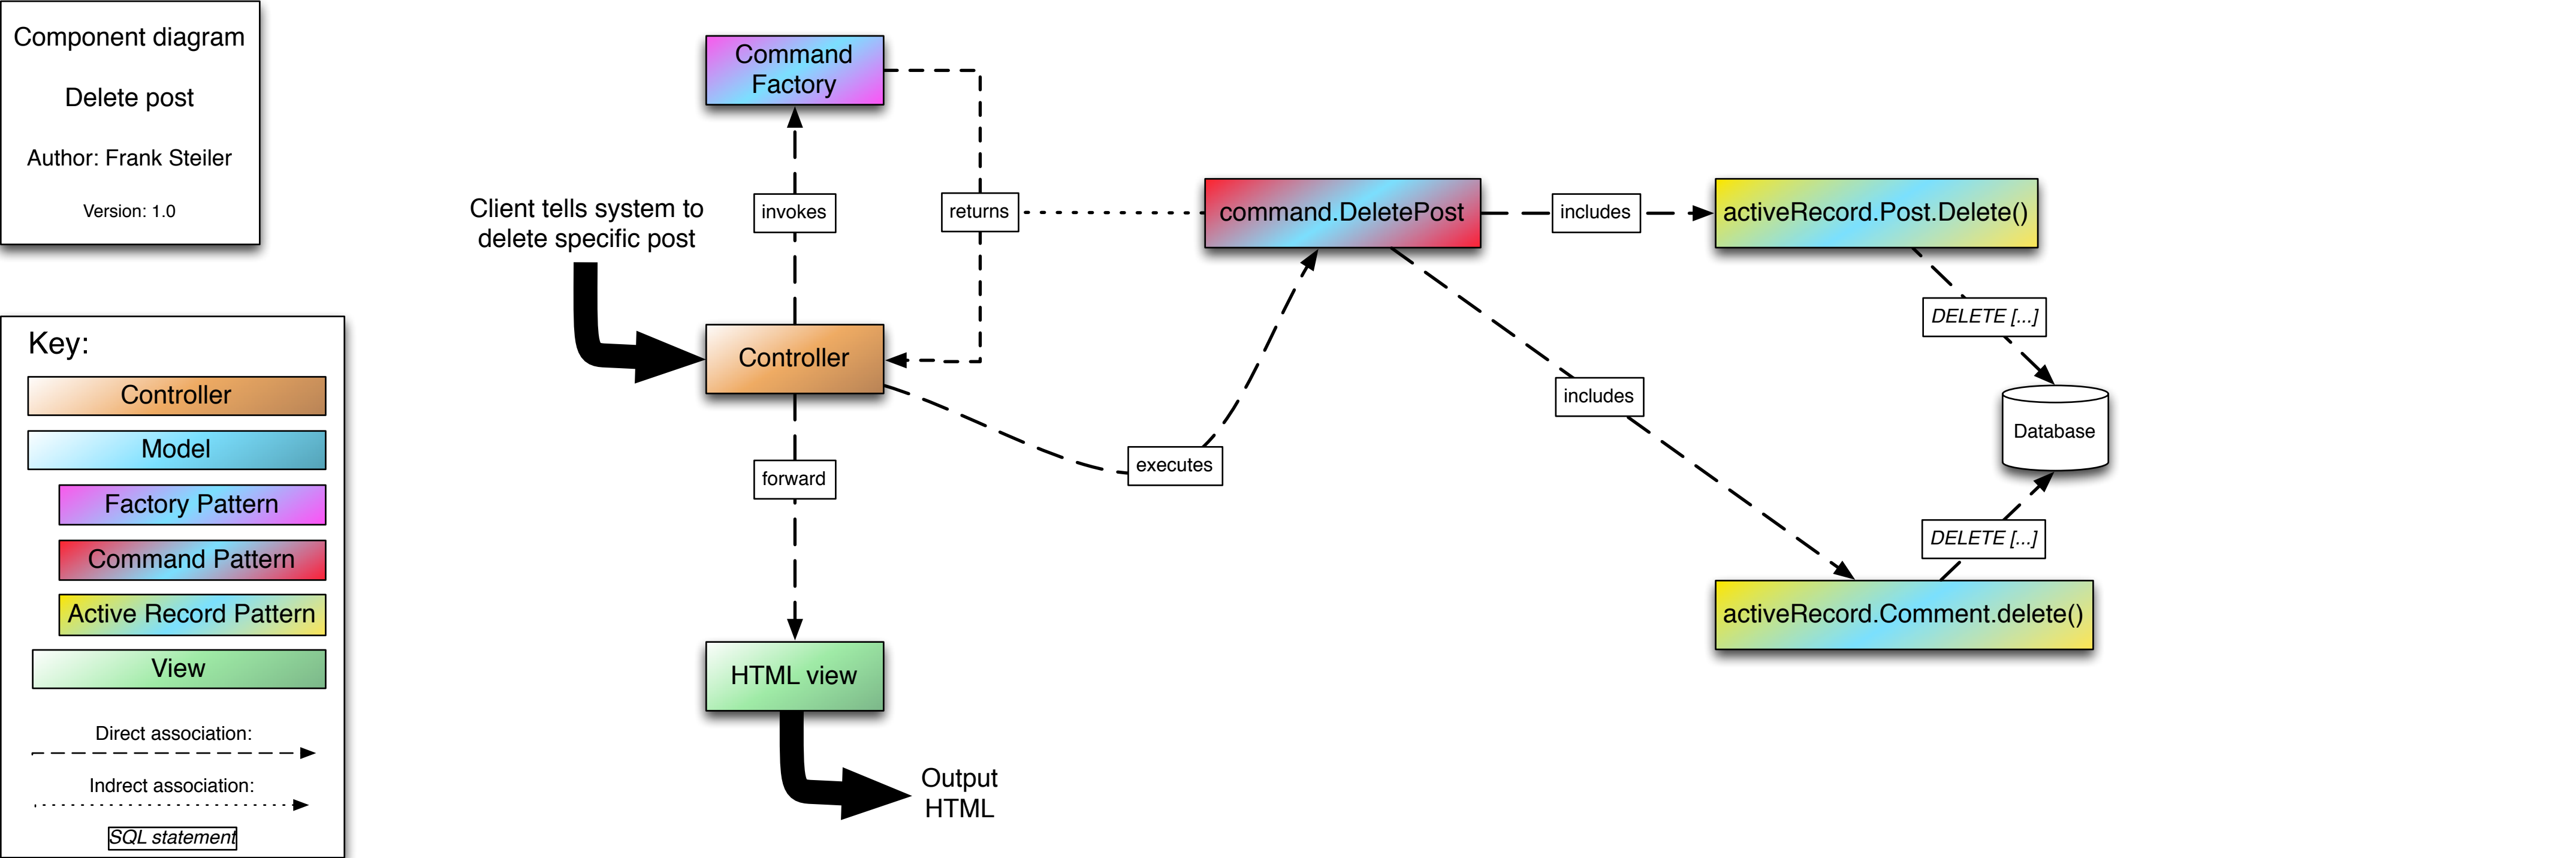 Component diagram
Delete post
Author: Frank Steiler
Version: 1.0
Key:
Controller
Model
Factory Pattern
Command Pattern
Active Record Pattern
View
Direct association:
Indirect association:
SQL statement
Client tells system to
delete specific post
Command
Factory
invokes
returns
Controller
forward
executes
HTML view
Output
HTML
command.DeletePost
includes
includes
activeRecord.Post.Delete()
DELETE [...]
Database
DELETE [...]
activeRecord.Comment.delete()